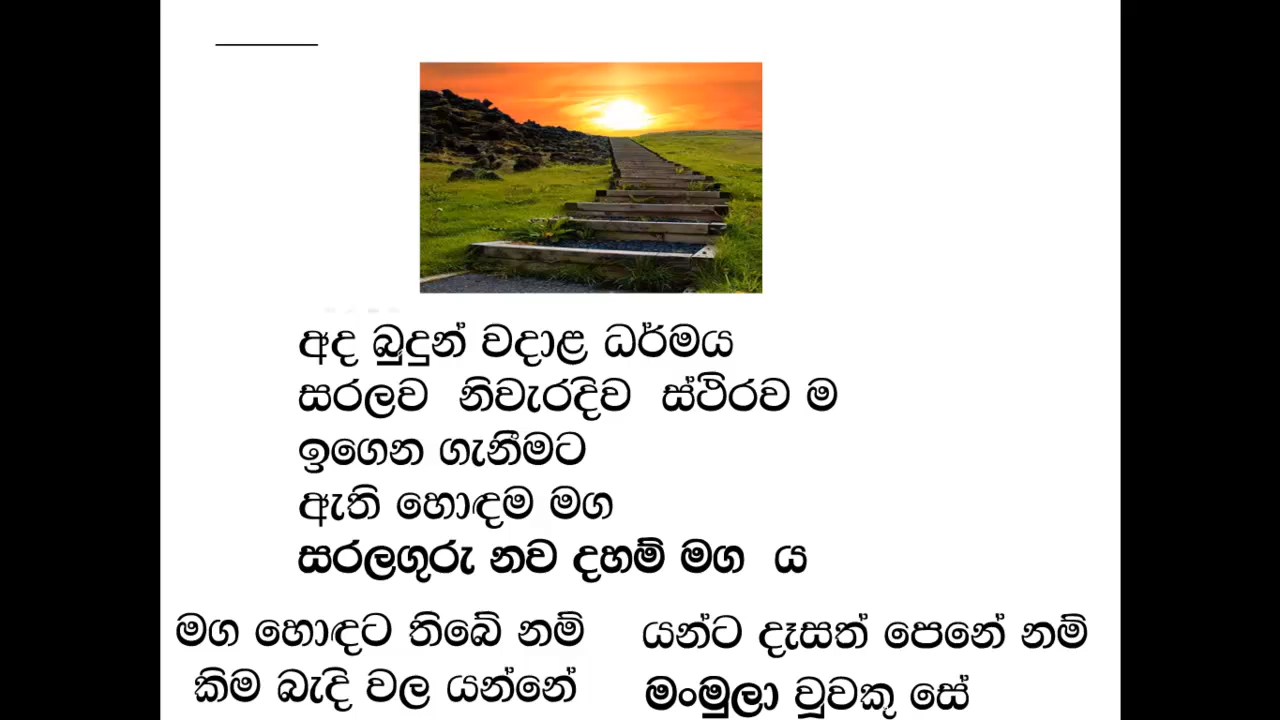 අද බුදුන් වදාළ ධර්මය
සරලව නිවැරදිව ස්ථිරව ම
ඉගෙන ගැනීමට
ඇති හොඳම මග
සරලගුරු නව දහම් මග ය
මග හොඳට තිබේ නම්
කිම බැදි වල යන්නේ
යන්ට දෑසත් පෙනේ නම්
මංමුලා වූවකු සේ